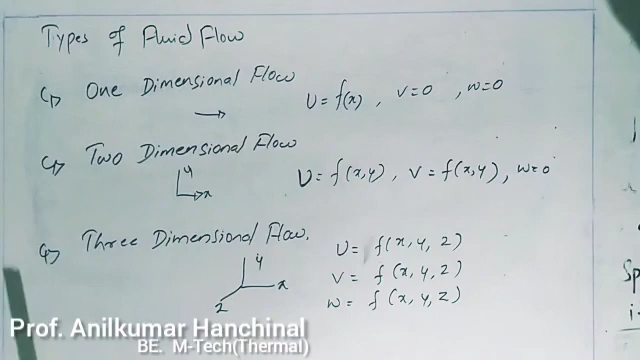 Types of Fluid Flow
One Dimensional Flow U = f(x) , V=0 , w=0
Two Dimensional Flow U = f(x,y) , V = f(x,y) , w=0
y
x
Three Dimensional Flow. U = f(x, y, z)
V = f(x, y, z)
w = f(x, y, z)
y
x
z
Sp
Prof. Anilkumar Hanchinal
BE. M-Tech(Thermal)